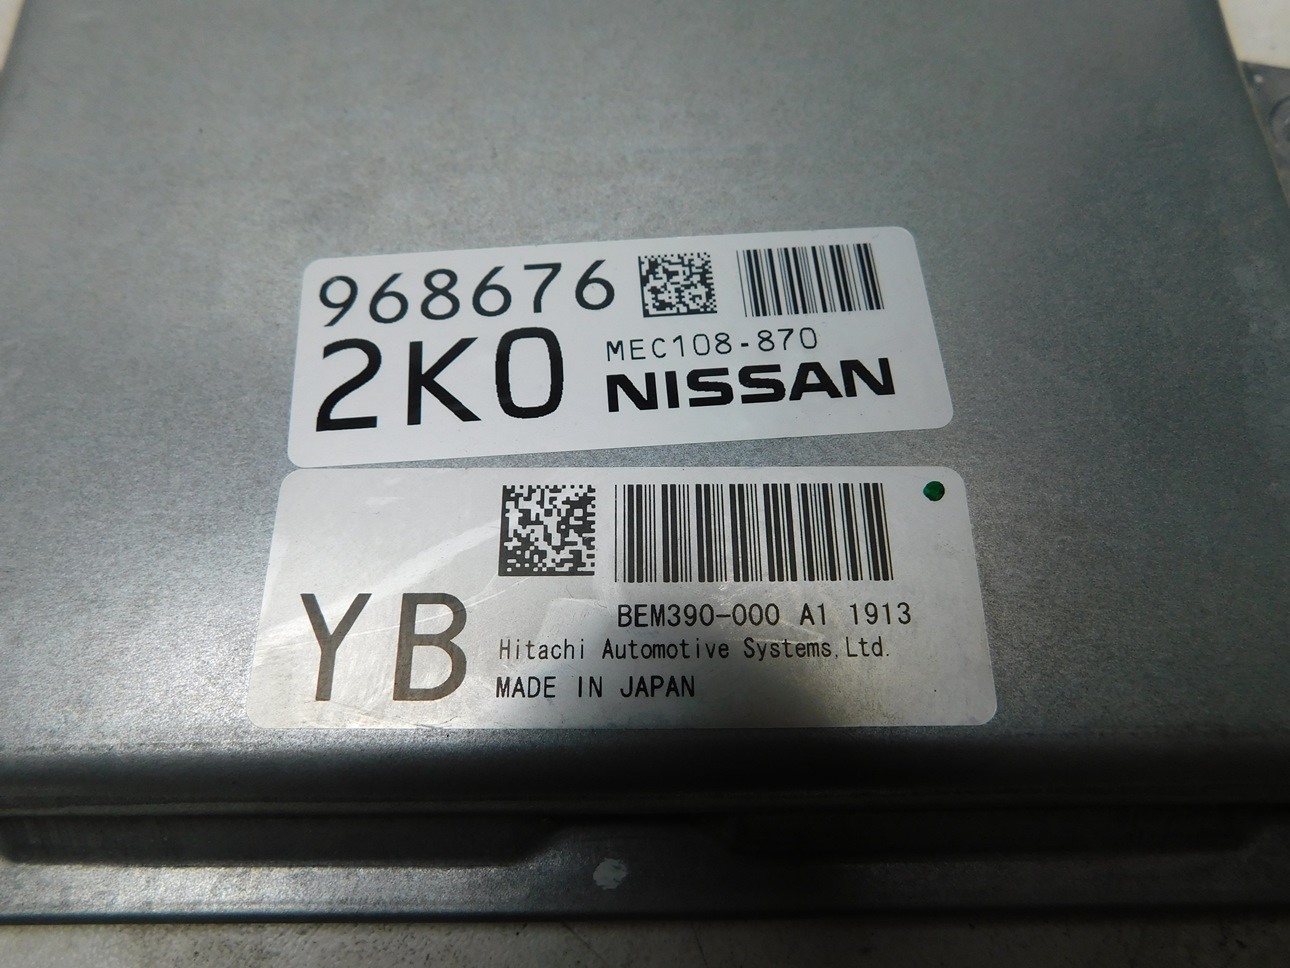 968676
2K0
MEC108-870
NISSAN
YB
BEM390-000 A1 1913
Hitachi Automotive Systems,Ltd.
MADE IN JAPAN